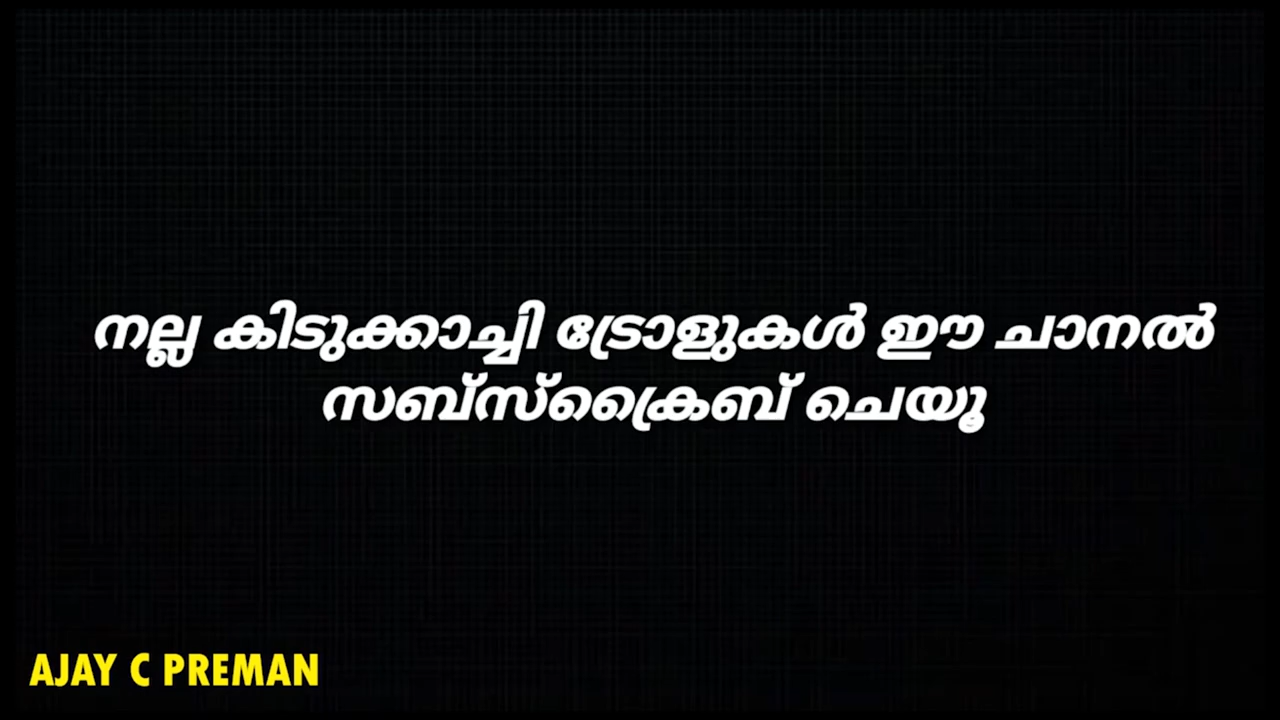 നല്ല കിടുക്കാച്ചി ട്രോളുകൾ ഈ ചാനൽ
സബ്സ്ക്രൈബ് ചെയൂ
AJAY C PREMAN